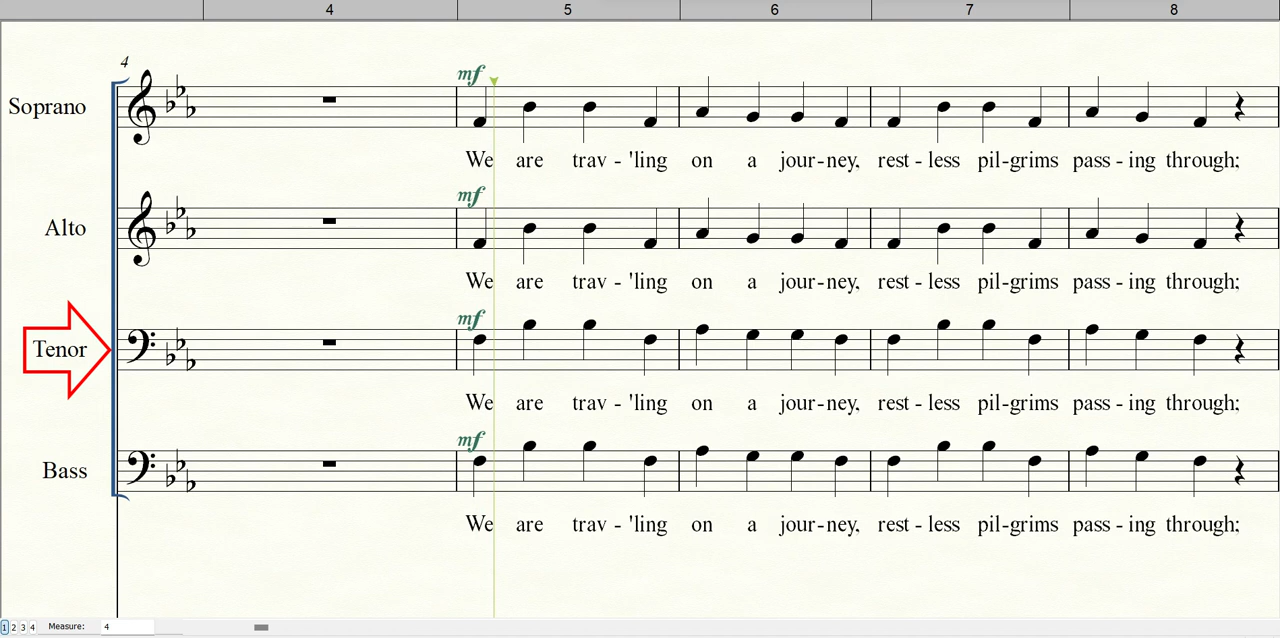 4 5 6 7 8
4
mf
Soprano
We are trav - 'ling on a jour - ney, rest - less pil - grims pass - ing through;
mf
Alto
We are trav - 'ling on a jour - ney, rest - less pil - grims pass - ing through;
mf
Tenor
We are trav - 'ling on a jour - ney, rest - less pil - grims pass - ing through;
mf
Bass
We are trav - 'ling on a jour - ney, rest - less pil - grims pass - ing through;
1 2 3 4 Measure: 4